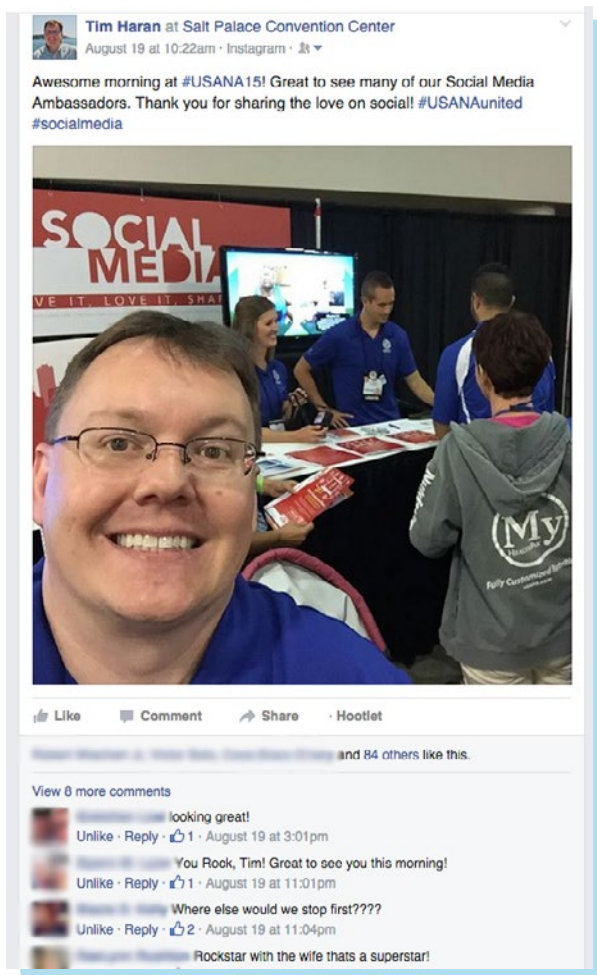 Tim Haran at Salt Palace Convention Center
August 19 at 10:22am · Instagram ·
Awesome morning at #USANA15! Great to see many of our Social Media
Ambassadors. Thank you for sharing the love on social! #USANAunited
#socialmedia
SOCIAL
MEDIA
VE IT, LOVE IT, SHAR
My
HealthPak
Fully Customized
Like Comment Share · Hootlet
and 84 others like this.
View 8 more comments
looking great!
Unlike · Reply · 1 · August 19 at 3:01pm
You Rock, Tim! Great to see you this morning!
Unlike · Reply · 1 · August 19 at 11:01pm
Where else would we stop first????
Unlike · Reply · 2 · August 19 at 11:04pm
Rockstar with the wife thats a superstar!